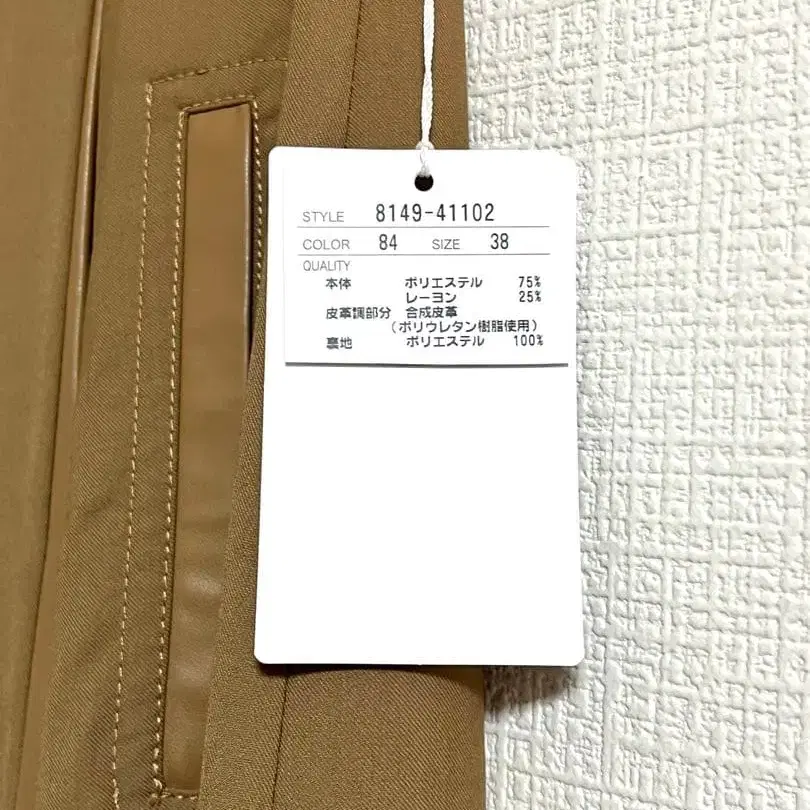 STYLE 8149-41102
COLOR 84 SIZE 38
QUALITY
本体 ポリエステル 75%
レーヨン 25%
皮革調部分 合成皮革
(ポリウレタン樹脂使用)
裏地 ポリエステル 100%